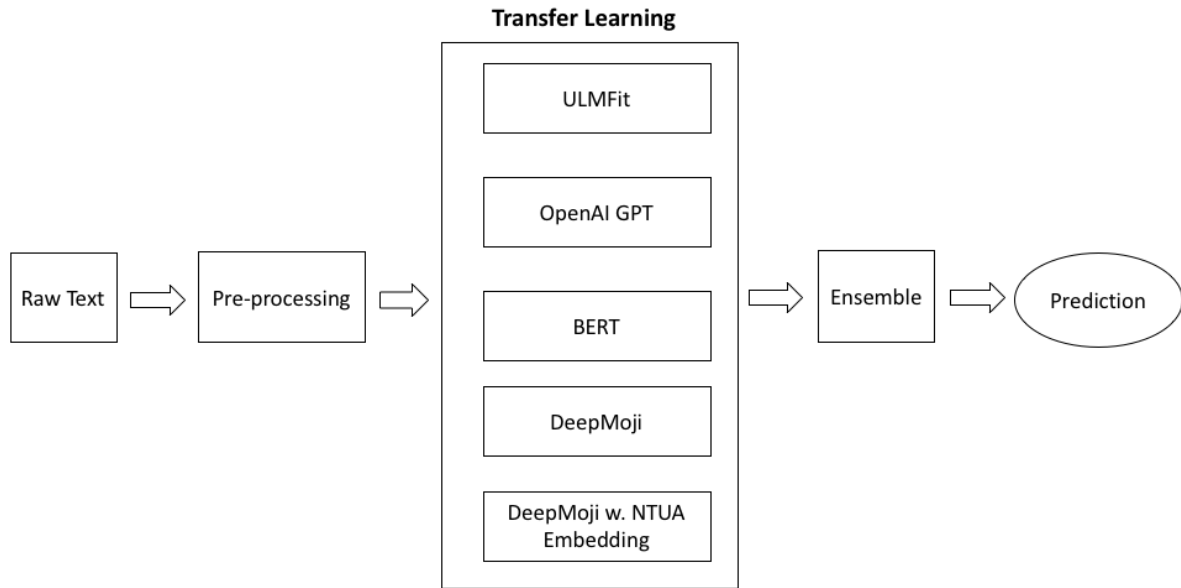 Transfer Learning
ULMFit
OpenAI GPT
Raw Text
Pre-processing
BERT
Ensemble
Prediction
DeepMoji
DeepMoji w. NTUA
Embedding